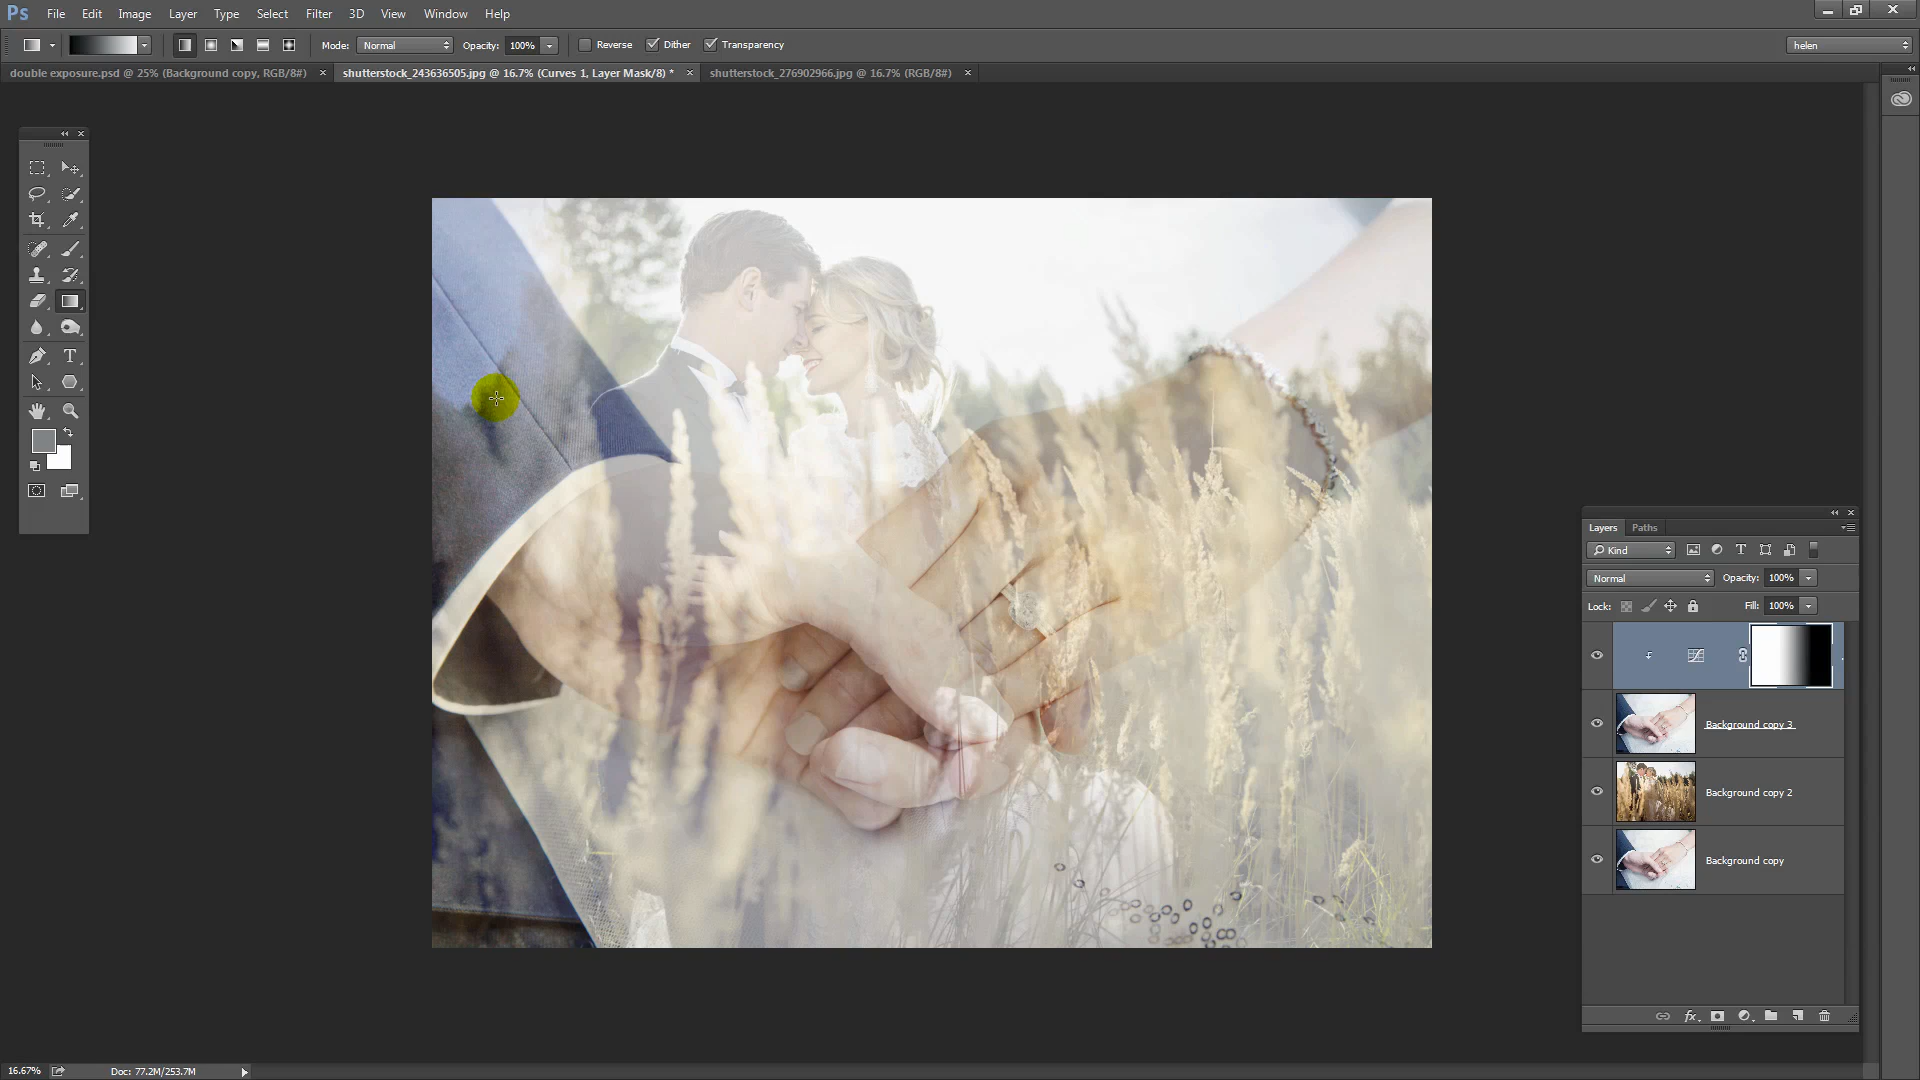 Ps File Edit Image Layer Type Select Filter 3D View Window Help
Mode: Normal Opacity: 100% Reverse Dither Transparency helen
double exposure.psd @ 25% (Background copy, RGB/8#) × shutterstock_243636505.jpg @ 16.7% (Curves 1, Layer Mask/8) * × shutterstock_276902966.jpg @ 16.7% (RGB/8#) ×
Layers Paths
Kind
Normal Opacity: 100%
Lock: Fill: 100%
Background copy 3
Background copy 2
Background copy
fx
16.67% Doc: 77.2M/253.7M